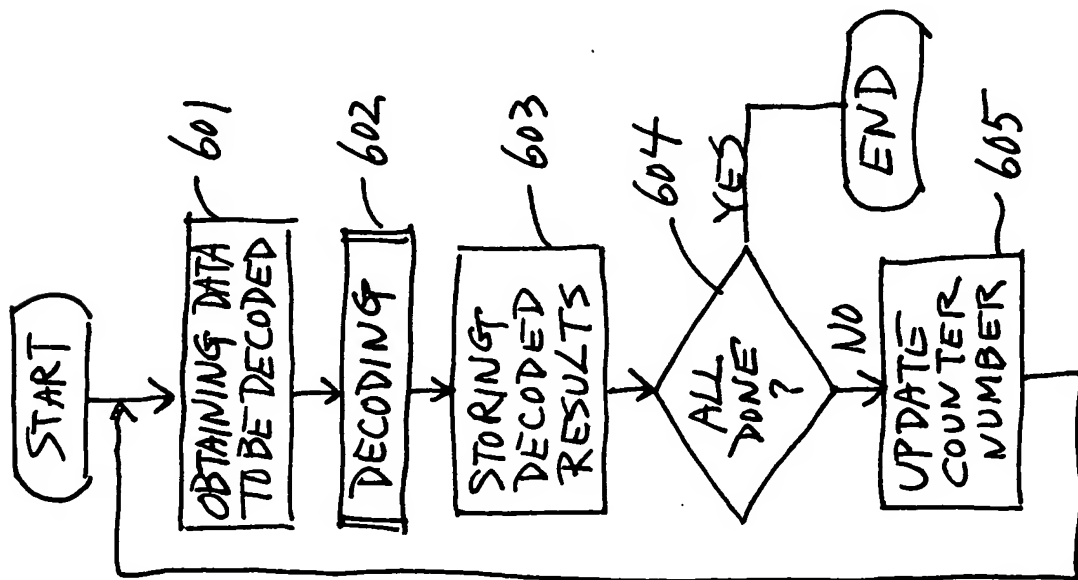 START
OBTAINING DATA
TO BE DECODED
601
DECODING
602
STORING
DECODED
RESULTS
603
ALL
DONE
?
604
YES
END
NO
UPDATE
COUNTER
NUMBER
605